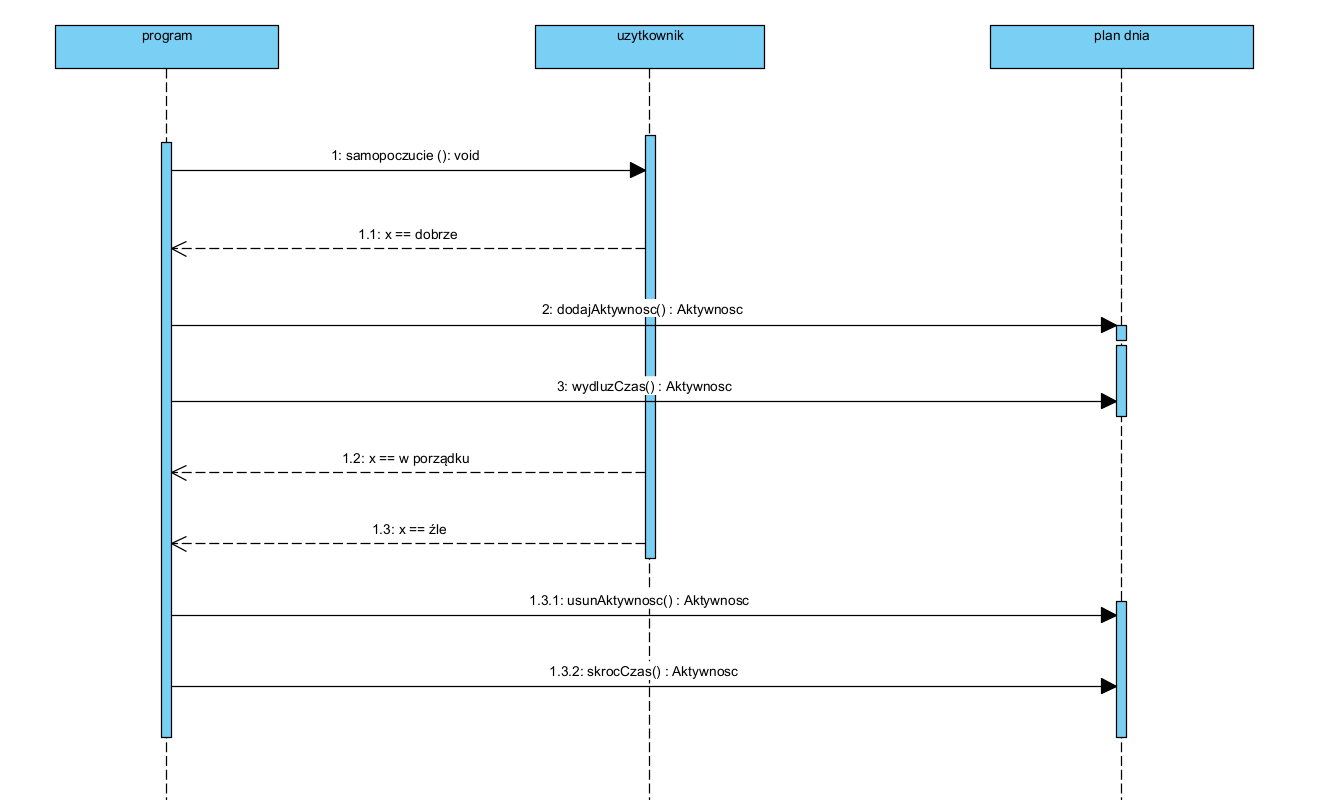 program
uzytkownik
plan dnia
1: samopoczucie (): void
1.1: x == dobrze
2: dodajAktywnosc() : Aktywnosc
3: wydluzCzas() : Aktywnosc
1.2: x == w porządku
1.3: x == źle
1.3.1: usunAktywnosc() : Aktywnosc
1.3.2: skrocCzas() : Aktywnosc